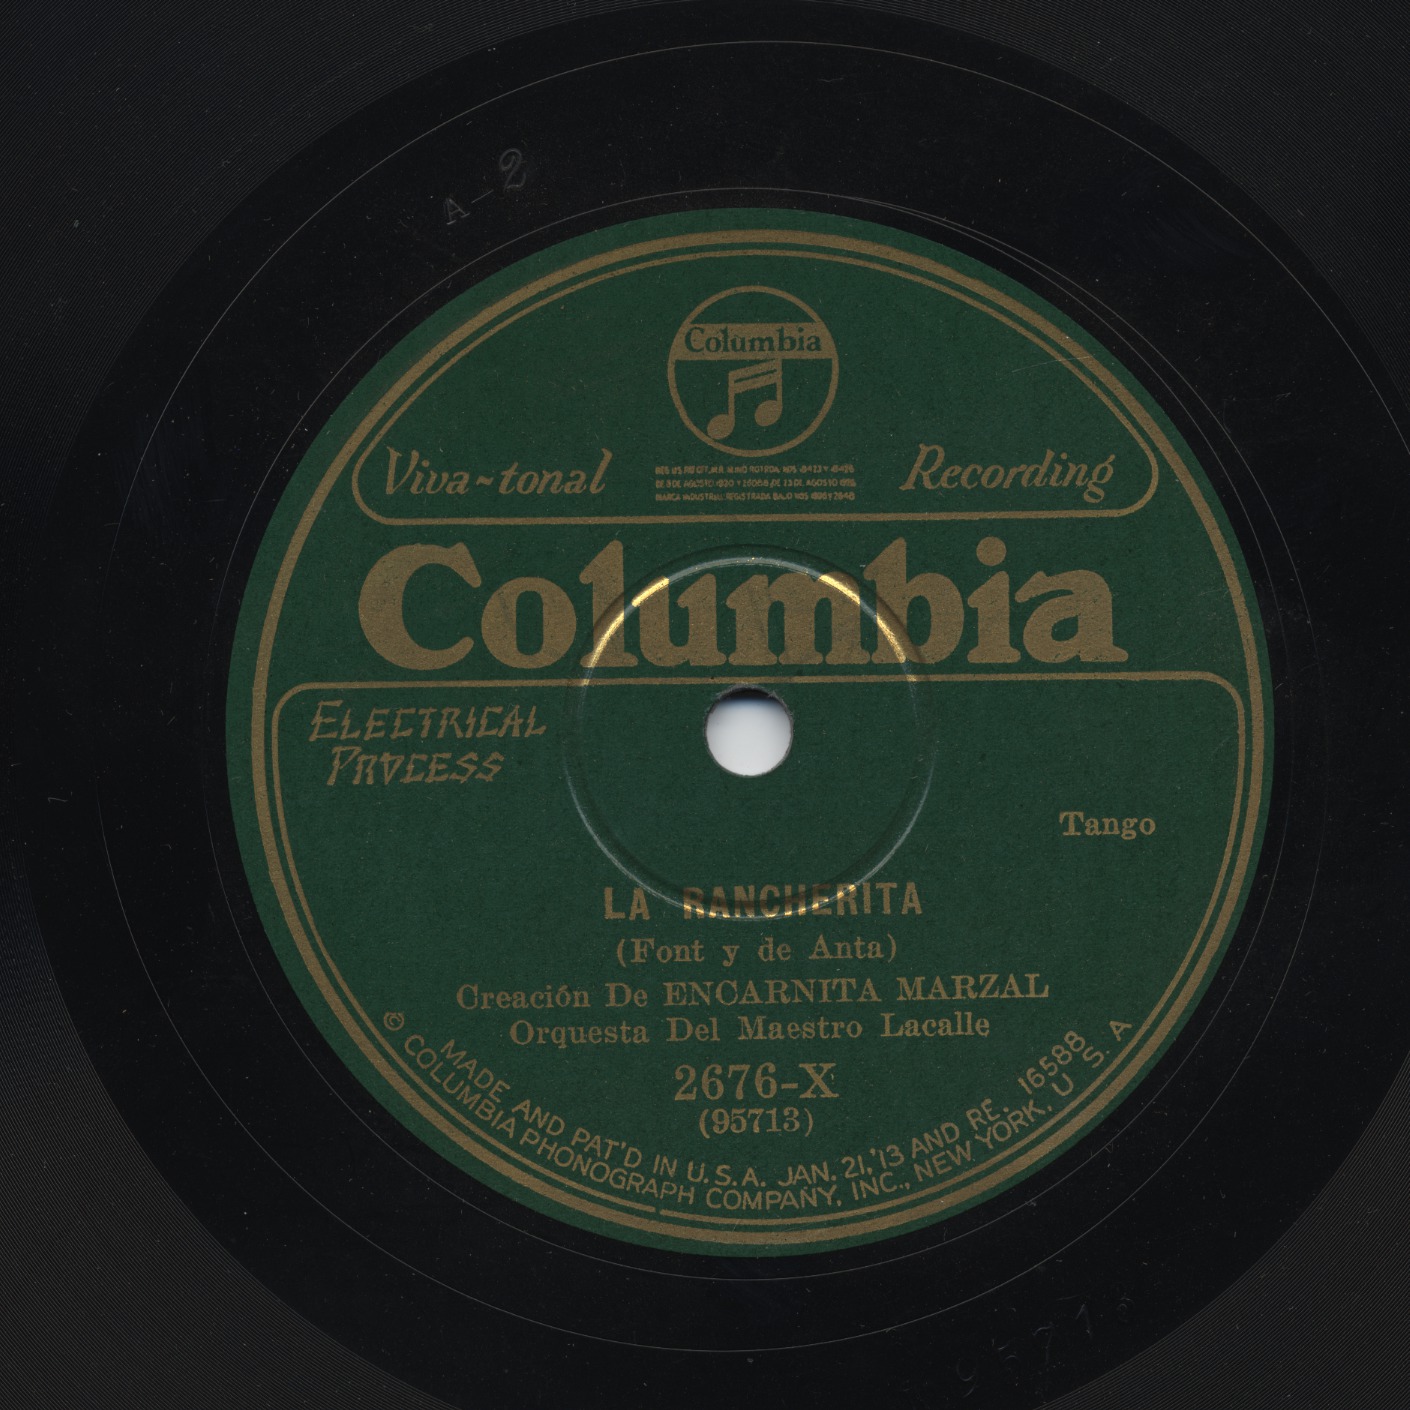 A-2
Columbia
Viva-tonal Recording
Columbia
ELECTRICAL
PROCESS
Tango
LA RANCHERITA
(Font y de Anta)
Creación De ENCARNITA MARZAL
Orquesta Del Maestro Lacalle
2676-X
(95713)
MADE AND PAT'D IN U.S.A. JAN. 21,'13 AND RE. 16588
© COLUMBIA PHONOGRAPH COMPANY, INC., NEW YORK, U S. A
95713